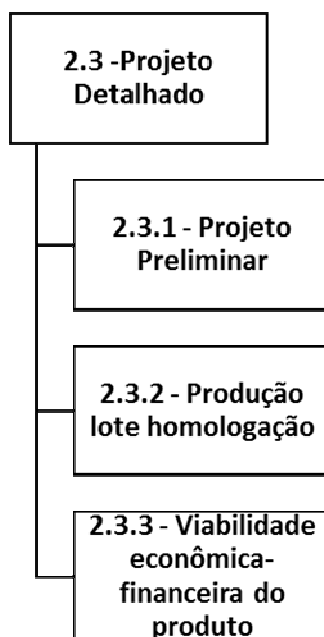 2.3 -Projeto
Detalhado
2.3.1 - Projeto
Preliminar
2.3.2 - Produção
lote homologação
2.3.3 - Viabilidade
econômica-
financeira do
produto